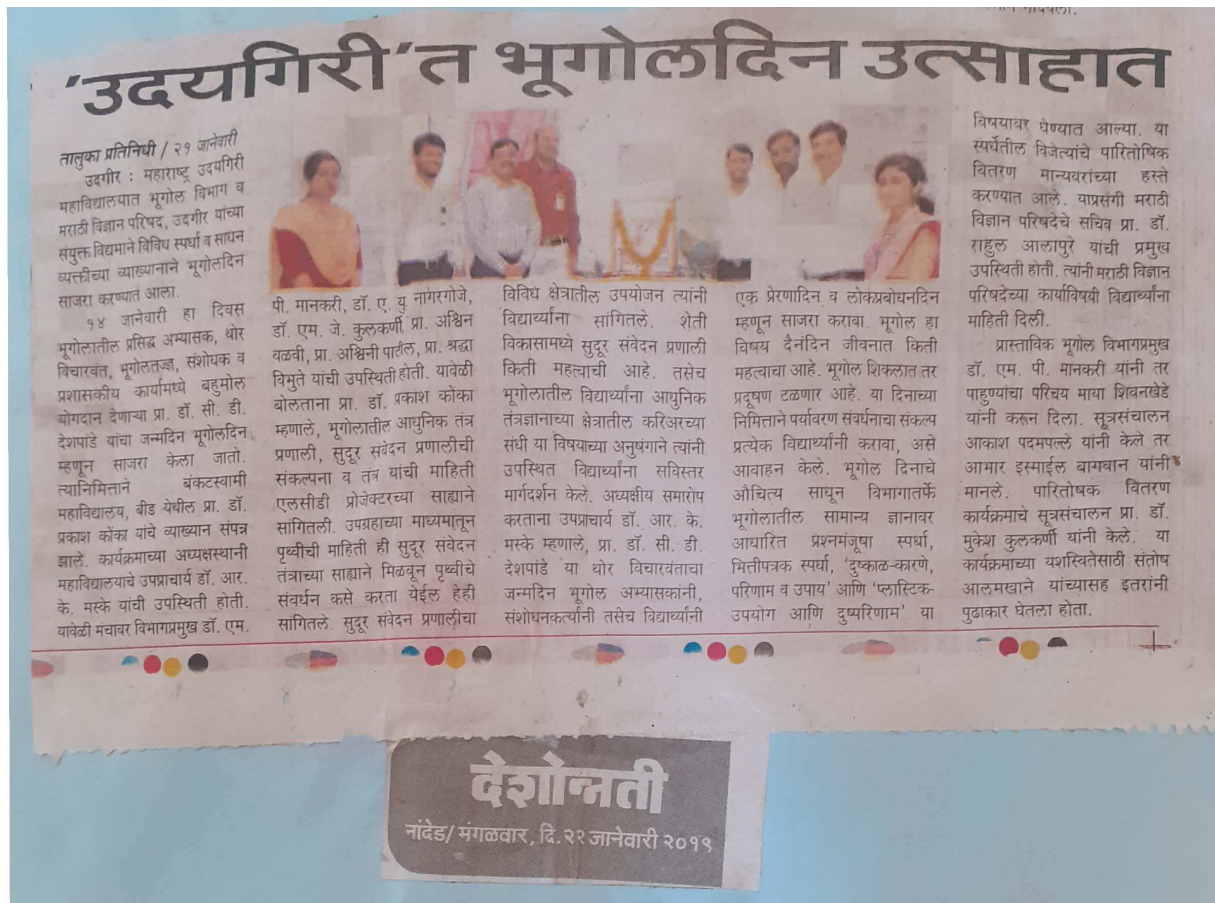 'उदयगिरी'त भूगोलदिन उत्साहात
तालुका प्रतिनिधी / २१ जानेवारी
उदगीर : महाराष्ट्र उदयगिरी
महाविद्यालयात भूगोल विभाग व
मराठी विज्ञान परिषद, उदगीर यांच्या
संयुक्त विद्यमाने विविध स्पर्धा व साधन
व्यक्तीच्या व्याख्यानाने भूगोलदिन
साजरा करण्यात आला.
१४ जानेवारी हा दिवस
भूगोलातील प्रसिद्ध अभ्यासक, थोर
विचारवंत, भूगोलतज्ज्ञ, संशोधक व
प्रशासकीय कार्यामध्ये बहुमोल
योगदान देणाऱ्या प्रा. डॉ. सी. डी.
देशपांडे यांचा जन्मदिन भूगोलदिन
म्हणून साजरा केला जातो.
त्यानिमित्ताने बंकटस्वामी
महाविद्यालय, बीड येथील प्रा. डॉ.
प्रकाश कोंका यांचे व्याख्यान संपन्न
झाले. कार्यक्रमाच्या अध्यक्षस्थानी
महाविद्यालयाचे उपप्राचार्य डॉ. आर.
के. मस्के यांची उपस्थिती होती.
यावेळी मंचावर विभागप्रमुख डॉ. एम.
पी. मानकरी, डॉ. ए. यु नागरगोजे,
डॉ. एम. जे. कुलकर्णी, प्रा. अश्विन
वळवी, प्रा. अश्विनी पाटील, प्रा. श्रद्धा
विभुते यांची उपस्थिती होती. यावेळी
बोलताना प्रा. डॉ. प्रकाश कोंका
म्हणाले, भूगोलातील आधुनिक तंत्र
प्रणाली, सुदूर संवेदन प्रणालीची
संकल्पना व तंत्र यांची माहिती
एलसीडी प्रोजेक्टरच्या साह्याने
सांगितली. उपग्रहाच्या माध्यमातून
पृथ्वीची माहिती ही सुदूर संवेदन
तंत्राच्या साह्याने मिळवून पृथ्वीचे
संवर्धन कसे करता येईल हेही
सांगितले. सुदूर संवेदन प्रणालीचा
विविध क्षेत्रातील उपयोजन त्यांनी
विद्यार्थ्यांना सांगितले. शेती
विकासामध्ये सुदूर संवेदन प्रणाली
किती महत्वाची आहे. तसेच
भूगोलातील विद्यार्थ्यांना आधुनिक
तंत्रज्ञानाच्या क्षेत्रातील करिअरच्या
संधी या विषयाच्या अनुषंगाने त्यांनी
उपस्थित विद्यार्थ्यांना सविस्तर
मार्गदर्शन केले. अध्यक्षीय समारोप
करताना उपप्राचार्य डॉ. आर. के.
मस्के म्हणाले, प्रा. डॉ. सी. डी.
देशपांडे या थोर विचारवंताचा
जन्मदिन भूगोल अभ्यासकांनी,
संशोधनकर्त्यांनी तसेच विद्यार्थ्यांनी
एक प्रेरणादिन व लोकप्रबोधनदिन
म्हणून साजरा करावा. भूगोल हा
विषय दैनंदिन जीवनात किती
महत्वाचा आहे. भूगोल शिकलात तर
प्रदूषण टळणार आहे. या दिनाच्या
निमित्ताने पर्यावरण संवर्धनाचा संकल्प
प्रत्येक विद्यार्थ्यांनी करावा, असे
आवाहन केले. भूगोल दिनाचे
औचित्य साधून विभागातर्फे
भूगोलातील सामान्य ज्ञानावर
आधारित प्रश्नमंजूषा स्पर्धा,
भित्तीपत्रक स्पर्धा, 'दुष्काळ-कारणे,
परिणाम व उपाय' आणि 'प्लास्टिक-
उपयोग आणि दुष्परिणाम' या
विषयावर घेण्यात आल्या. या
स्पर्धेतील विजेत्यांचे पारितोषिक
वितरण मान्यवरांच्या हस्ते
करण्यात आले. याप्रसंगी मराठी
विज्ञान परिषदेचे सचिव प्रा. डॉ.
राहुल आलापुरे यांची प्रमुख
उपस्थिती होती. त्यांनी मराठी विज्ञान
परिषदेच्या कार्याविषयी विद्यार्थ्यांना
माहिती दिली.
प्रास्ताविक भूगोल विभागप्रमुख
डॉ. एम. पी. मानकरी यांनी तर
पाहुण्यांचा परिचय माया शिवनखेडे
यांनी करून दिला. सूत्रसंचालन
आकाश पदमपल्ले यांनी केले तर
आभार इस्माईल बागवान यांनी
मानले. पारितोषक वितरण
कार्यक्रमाचे सूत्रसंचालन प्रा. डॉ.
मुकेश कुलकर्णी यांनी केले. या
कार्यक्रमाच्या यशस्वितेसाठी संतोष
आलमखाने यांच्यासह इतरांनी
पुढाकार घेतला होता.
देशोन्नती
नांदेड/ मंगळवार, दि. २२ जानेवारी २०१९